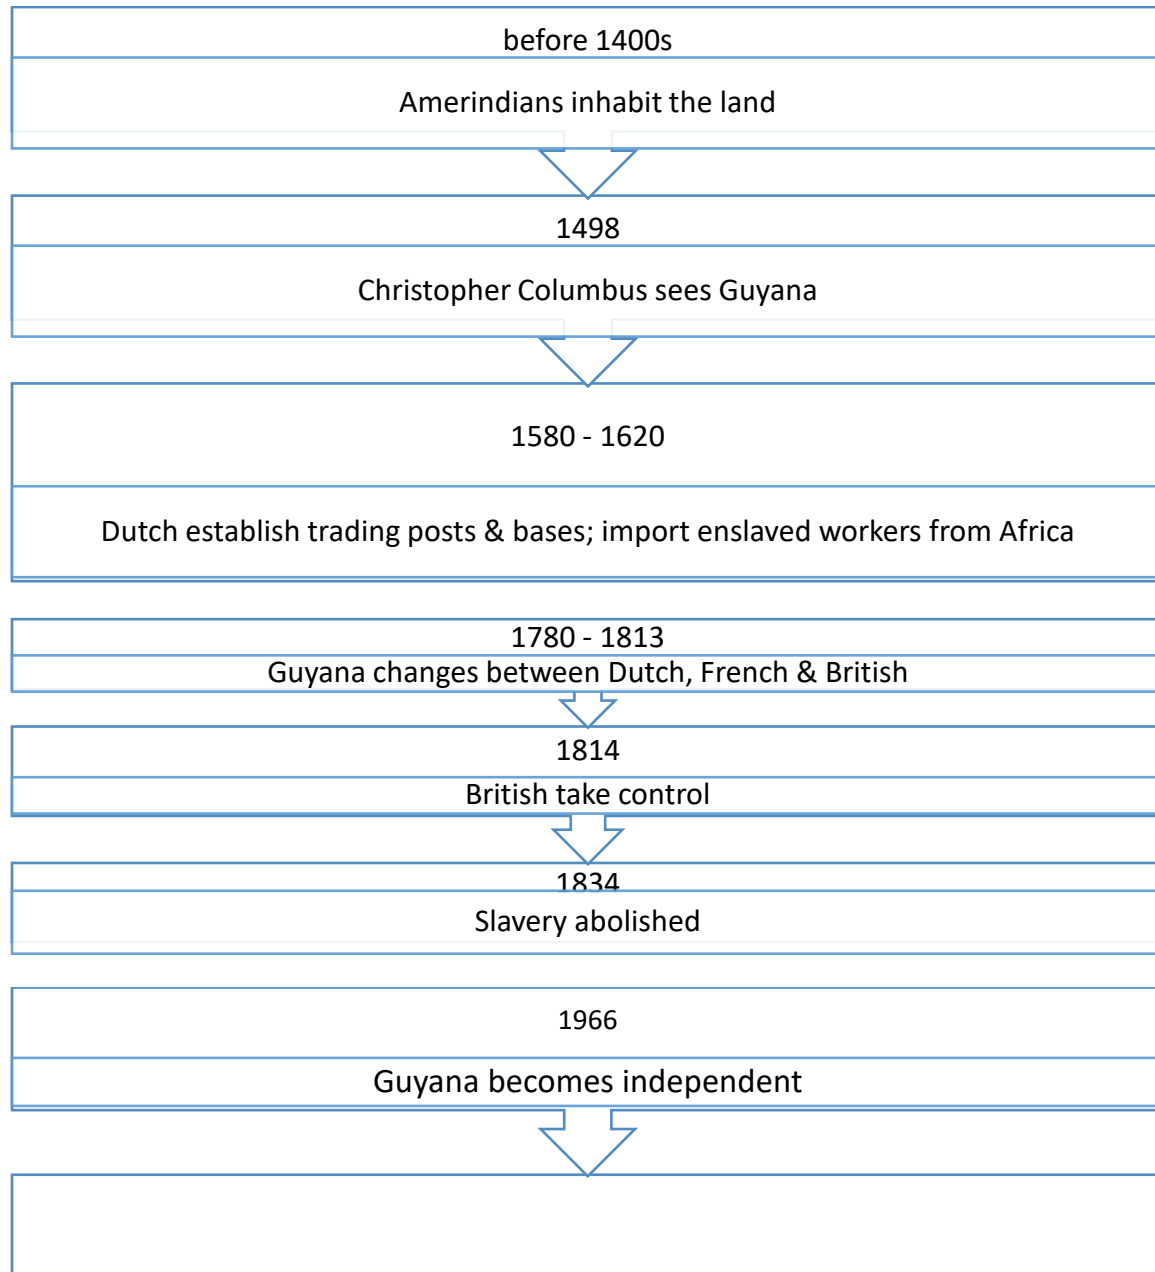 before 1400s
Amerindians inhabit the land
1498
Christopher Columbus sees Guyana
1580 - 1620
Dutch establish trading posts & bases; import enslaved workers from Africa
1780 - 1813
Guyana changes between Dutch, French & British
1814
British take control
1834
Slavery abolished
1966
Guyana becomes independent